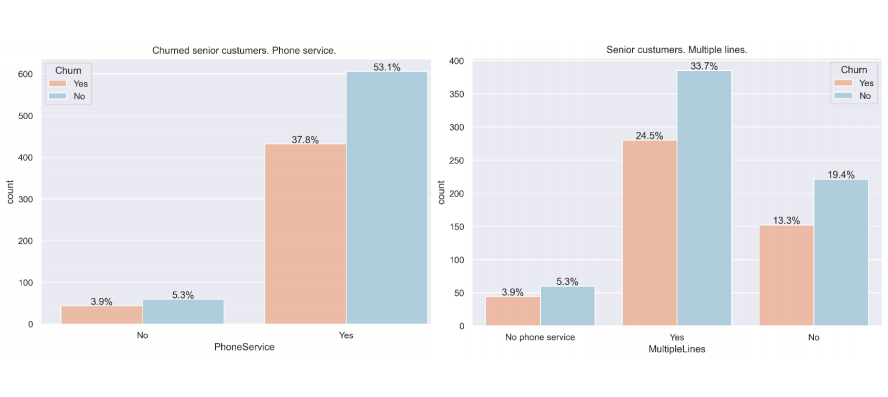 Churned senior custumers. Phone service.
Churn
Yes
No
600
500
400
300
200
100
0
count
3.9%
5.3%
37.8%
53.1%
No
Yes
PhoneService
Senior custumers. Multiple lines.
Churn
Yes
No
400
350
300
250
200
150
100
50
0
count
3.9%
5.3%
24.5%
33.7%
13.3%
19.4%
No phone service
Yes
No
MultipleLines